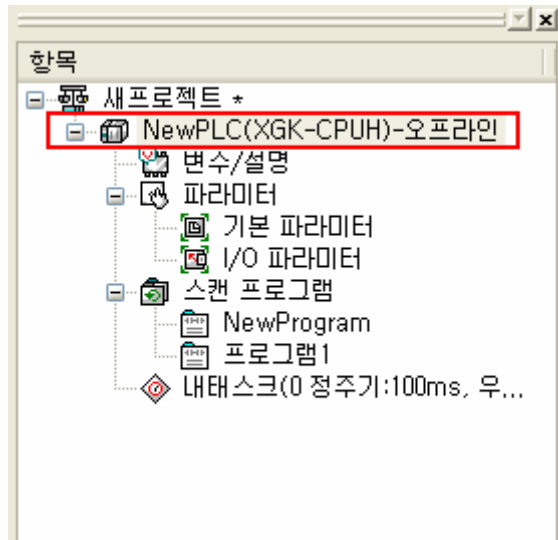 항목
새프로젝트 *
NewPLC(XGK-CPUH)-오프라인
변수/설명
파라미터
기본 파라미터
I/O 파라미터
스캔 프로그램
NewProgram
프로그램1
내태스크(0 정주기:100ms, 우...